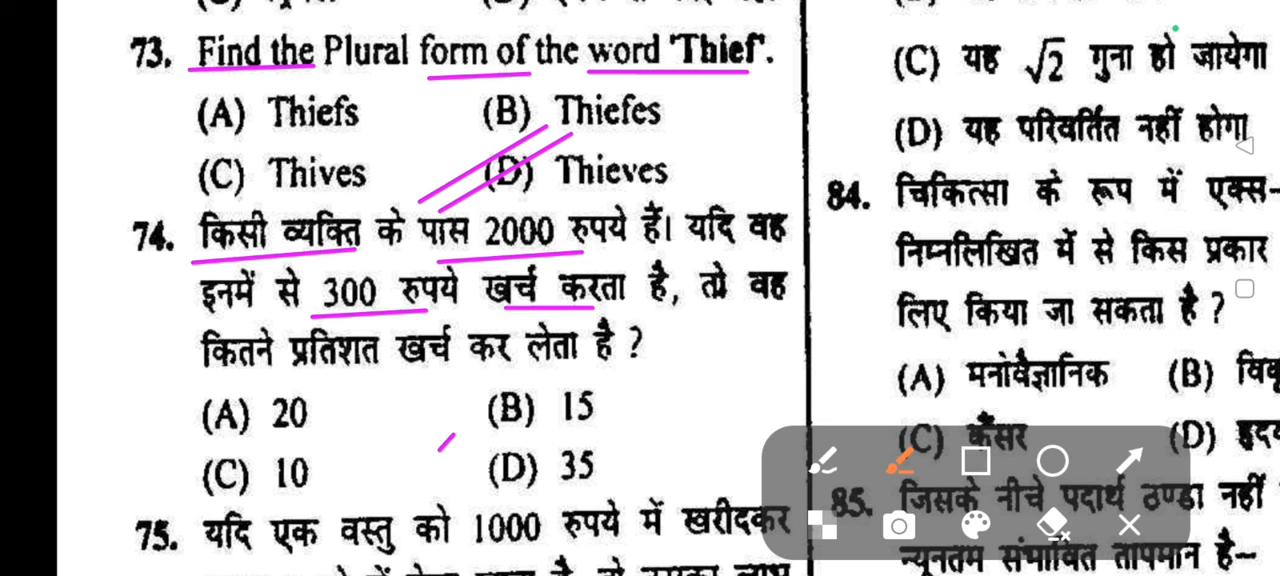 73. Find the Plural form of the word 'Thief'.
(A) Thiefs (B) Thiefes
(C) Thives (D) Thieves
74. किसी व्यक्ति के पास 2000 रुपये हैं। यदि वह
इनमें से 300 रुपये खर्च करता है, तो वह
कितने प्रतिशत खर्च कर लेता है ?
(A) 20 (B) 15
(C) 10 (D) 35
75. यदि एक वस्तु को 1000 रुपये में खरीदकर
(C) यह √2 गुना हो जायेगा
(D) यह परिवर्तित नहीं होगा
84. चिकित्सा के रूप में एक्स-
निम्नलिखित में से किस प्रकार
लिए किया जा सकता है ?
(A) मनोवैज्ञानिक (B)
(C) कैंसर (D)
85. जिसके नीचे पदार्थ ठण्डा नहीं
न्यूनतम संभावित तापमान है–